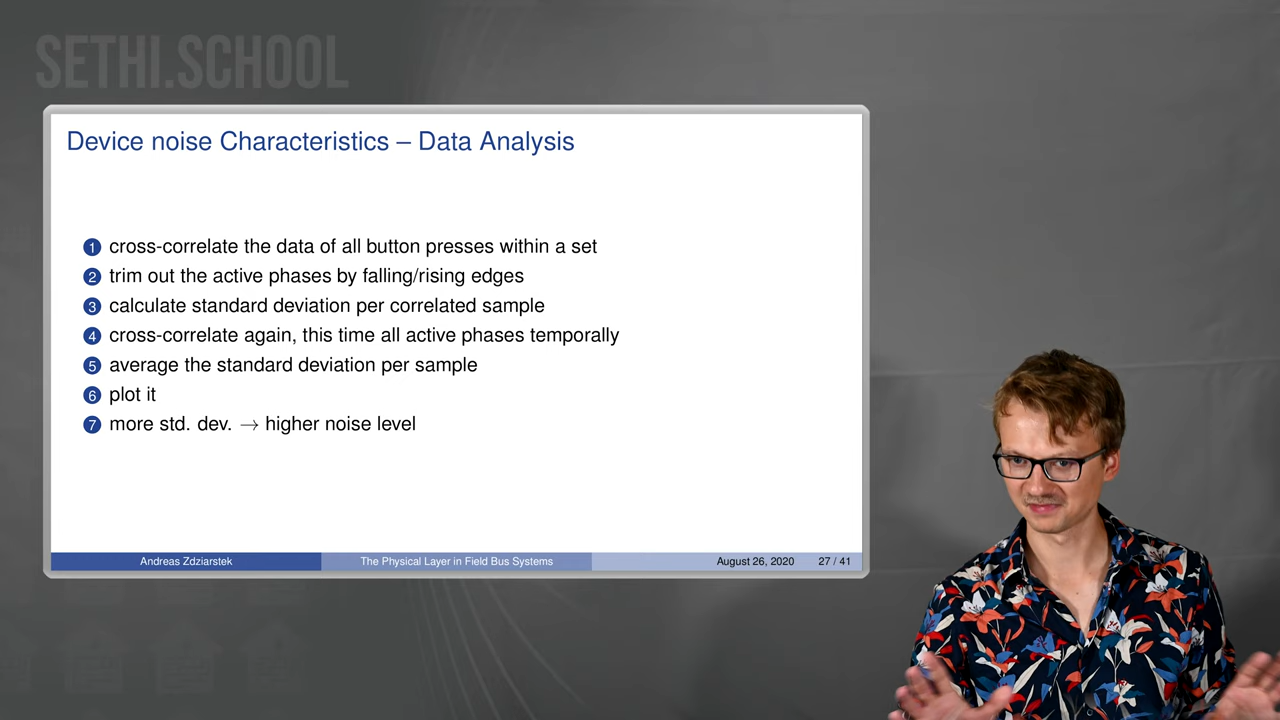 SETHI.SCHOOL
Device noise Characteristics – Data Analysis
1 cross-correlate the data of all button presses within a set
2 trim out the active phases by falling/rising edges
3 calculate standard deviation per correlated sample
4 cross-correlate again, this time all active phases temporally
5 average the standard deviation per sample
6 plot it
7 more std. dev. → higher noise level
Andreas Zdziarstek The Physical Layer in Field Bus Systems August 26, 2020 27 / 41